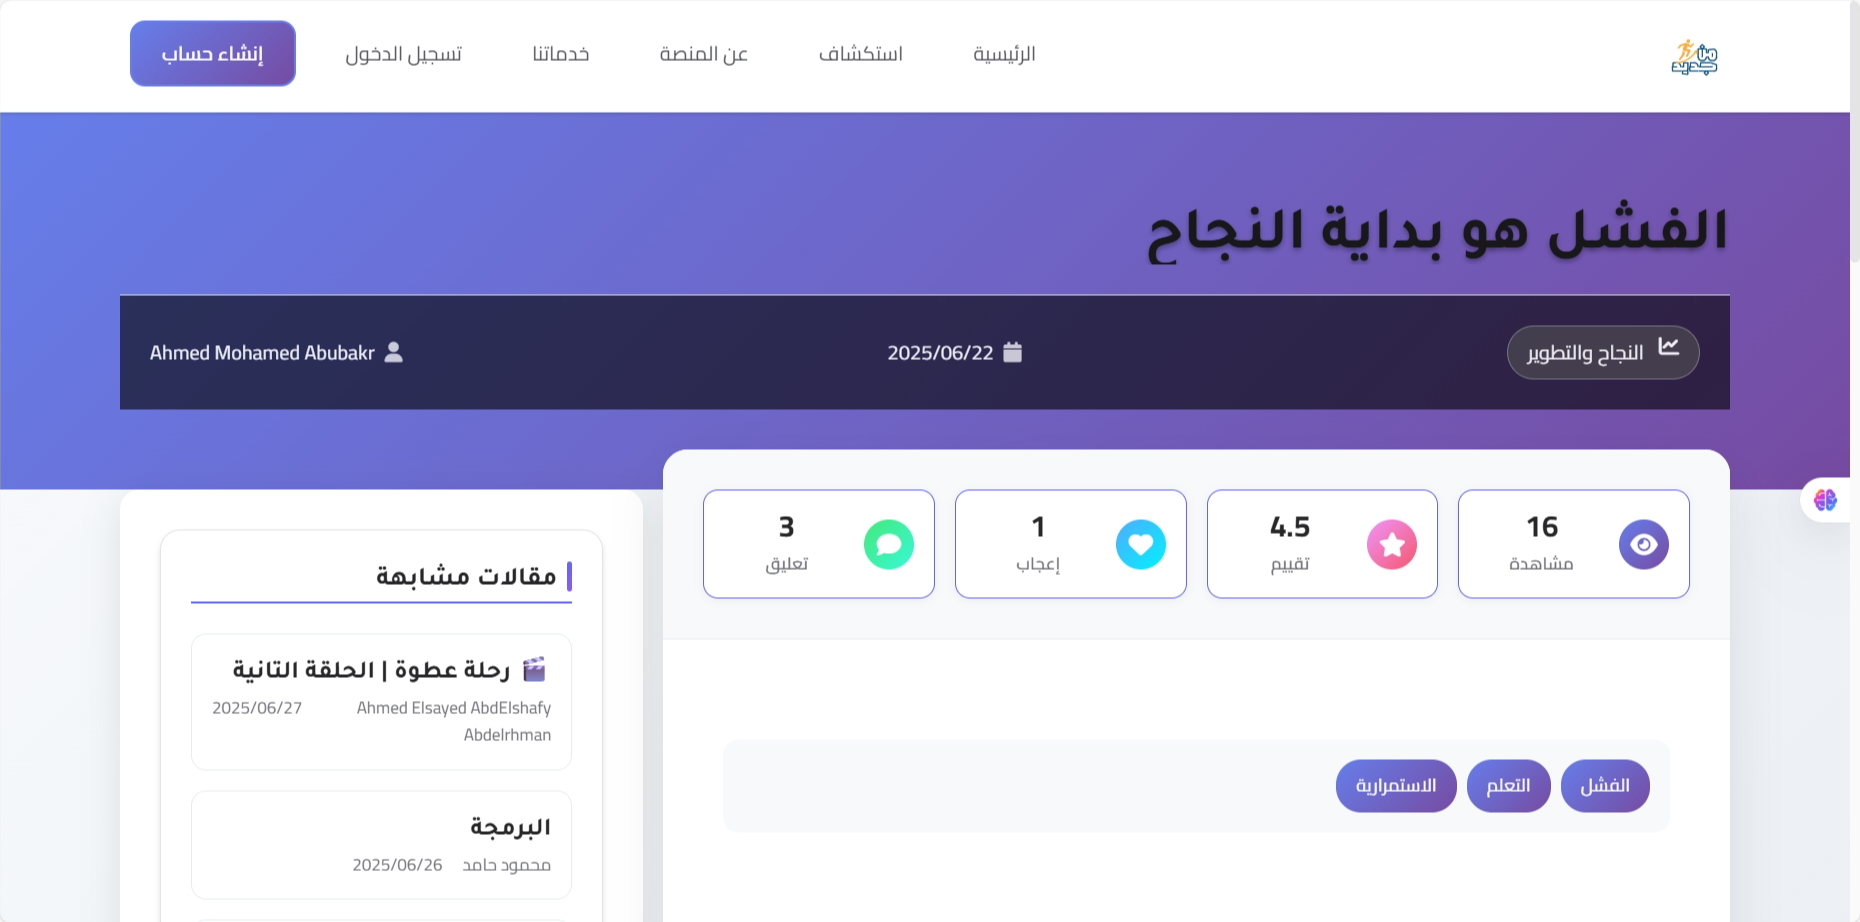 من جديد
الرئيسية
استكشاف
عن المنصة
خدماتنا
تسجيل الدخول
إنشاء حساب
الفشل هو بداية النجاح
النجاح والتطوير
2025/06/22
Ahmed Mohamed Abubakr
16
مشاهدة
4.5
تقييم
1
إعجاب
3
تعليق
الفشل
التعلم
الاستمرارية
مقالات مشابهة
رحلة عطوة | الحلقة التانية
Ahmed Elsayed AbdElshafy
Abdelrhman
2025/06/27
البرمجة
محمود حامد
2025/06/26